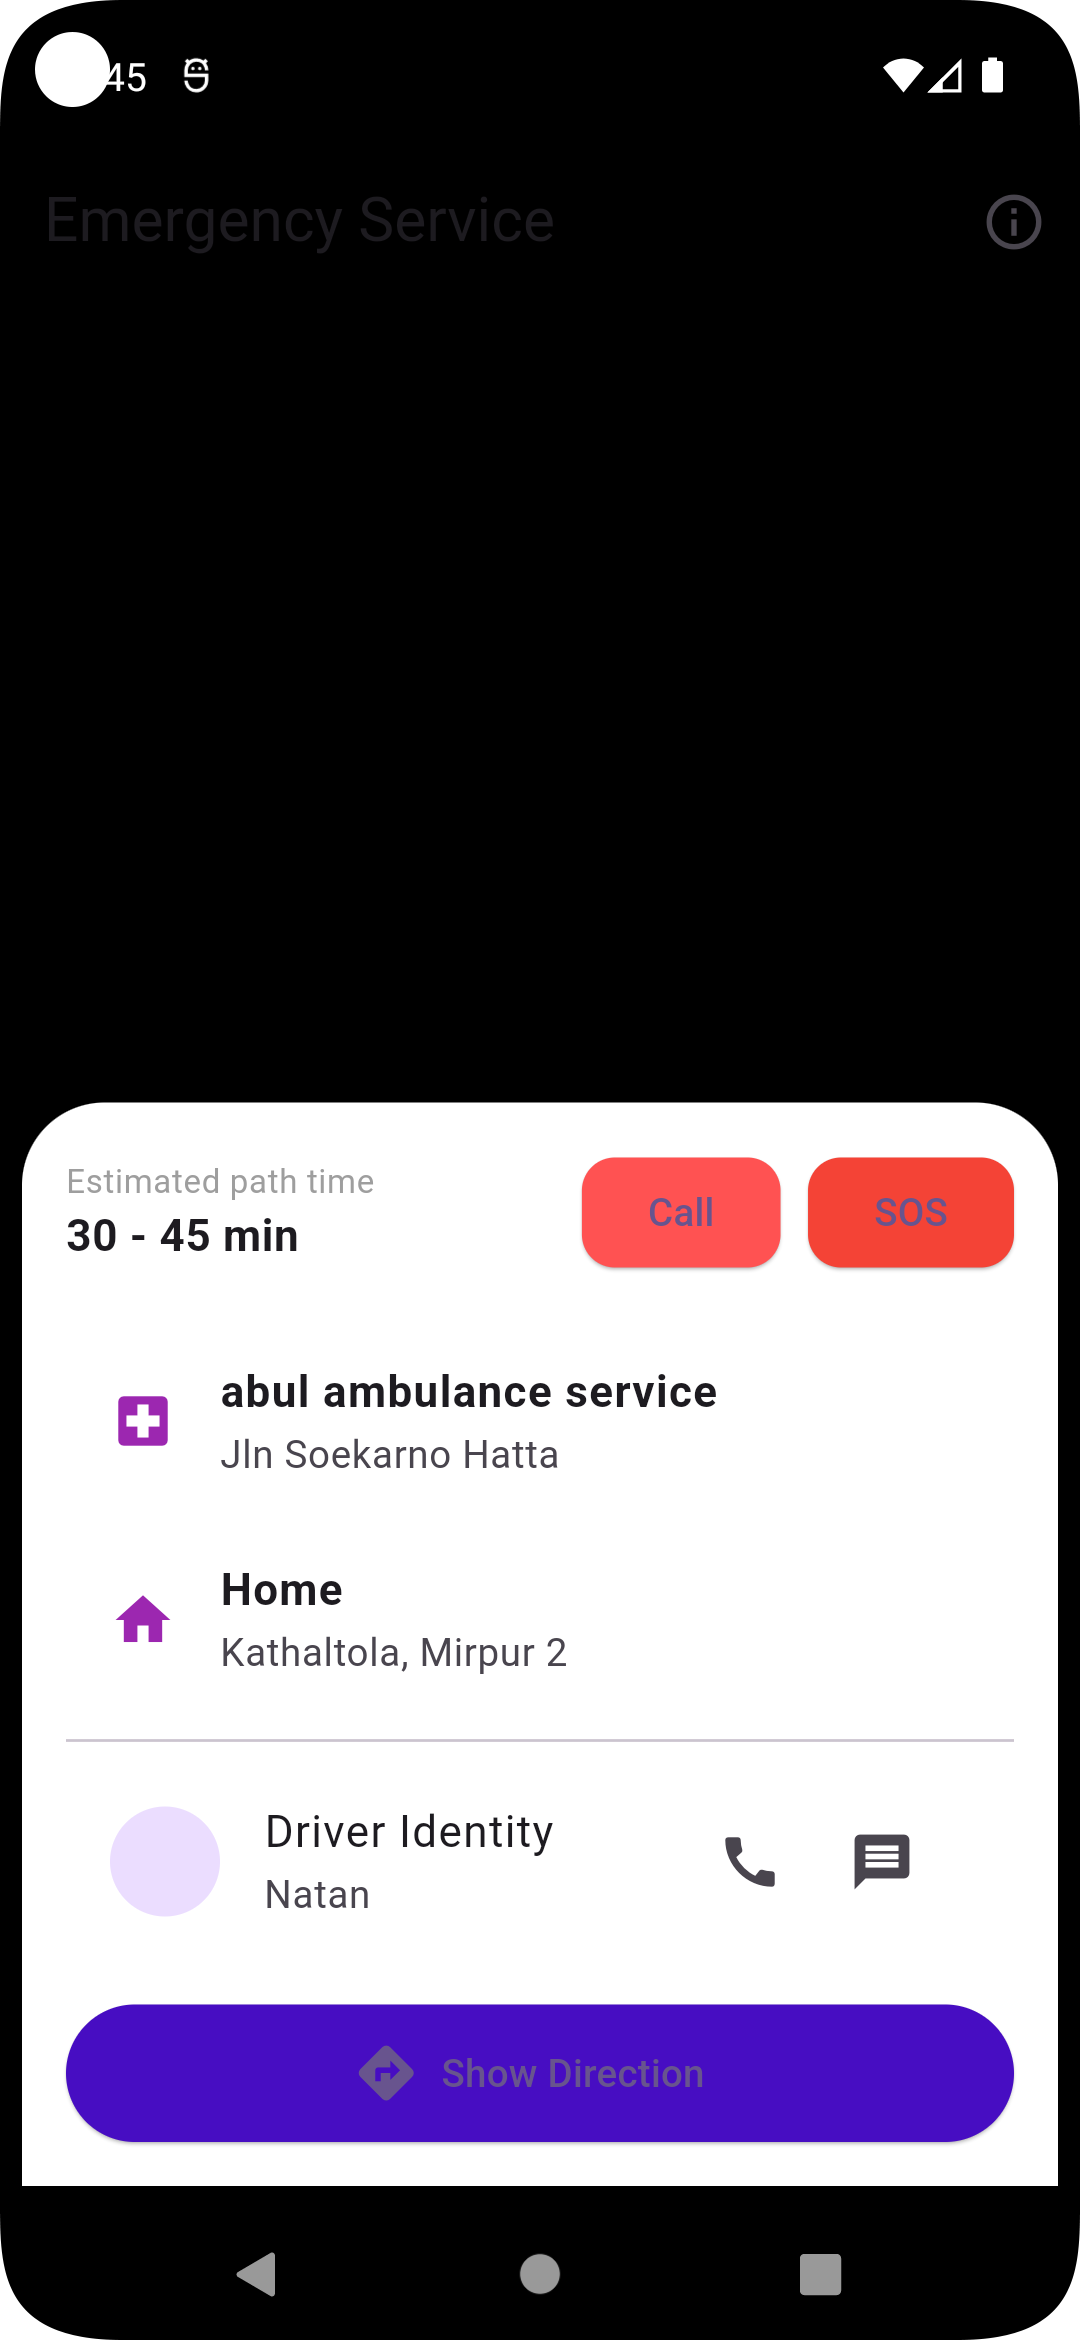 45
Emergency Service
Estimated path time
30 - 45 min
Call
SOS
abul ambulance service
Jln Soekarno Hatta
Home
Kathaltola, Mirpur 2
Driver Identity
Natan
Show Direction